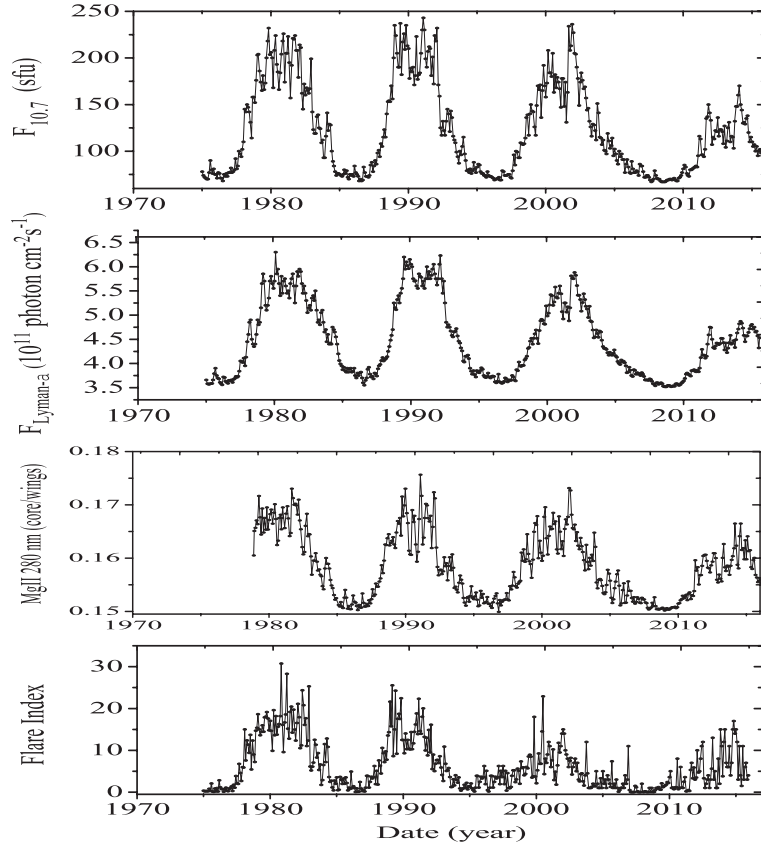 F10.7 (sfu)
250
200
150
100
1970 1980 1990 2000 2010
FLyman-a (10^11 photon cm^-2s^-1)
6.5
6.0
5.5
5.0
4.5
4.0
3.5
1970 1980 1990 2000 2010
MgII 280 nm (core/wings)
0.18
0.17
0.16
0.15
1970 1980 1990 2000 2010
Flare Index
30
20
10
0
1970 1980 1990 2000 2010
Date (year)